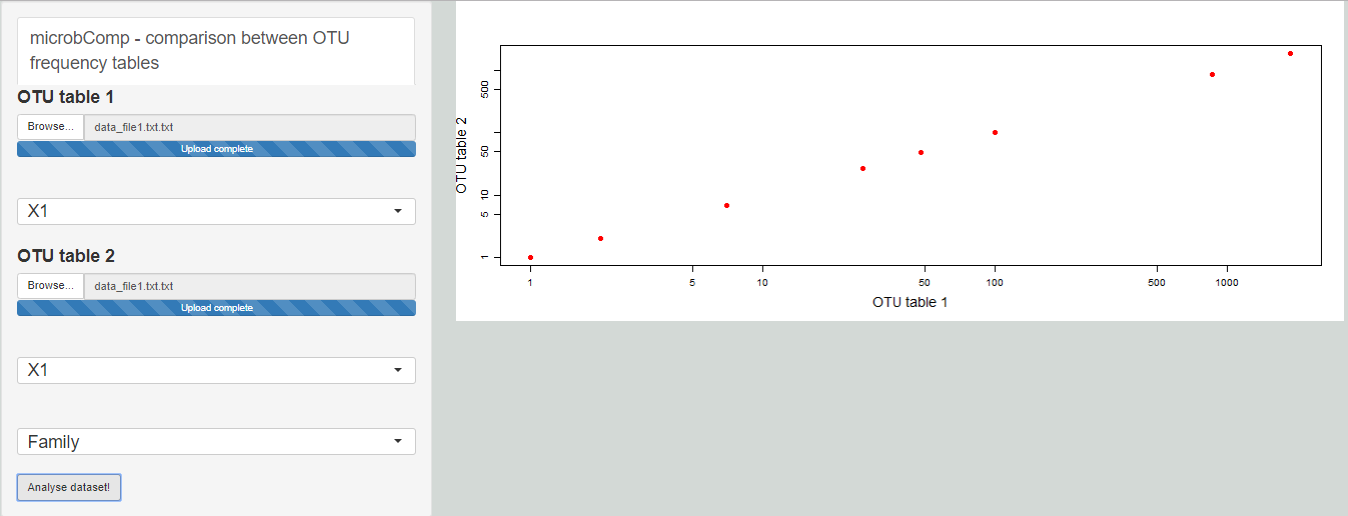 microbComp - comparison between OTU
frequency tables
OTU table 1
Browse...
data_file1.txt.txt
Upload complete
X1
OTU table 2
Browse...
data_file1.txt.txt
Upload complete
X1
Family
Analyse dataset!
OTU table 2
500
50
10
5
1
1
5
10
50
100
500
1000
OTU table 1